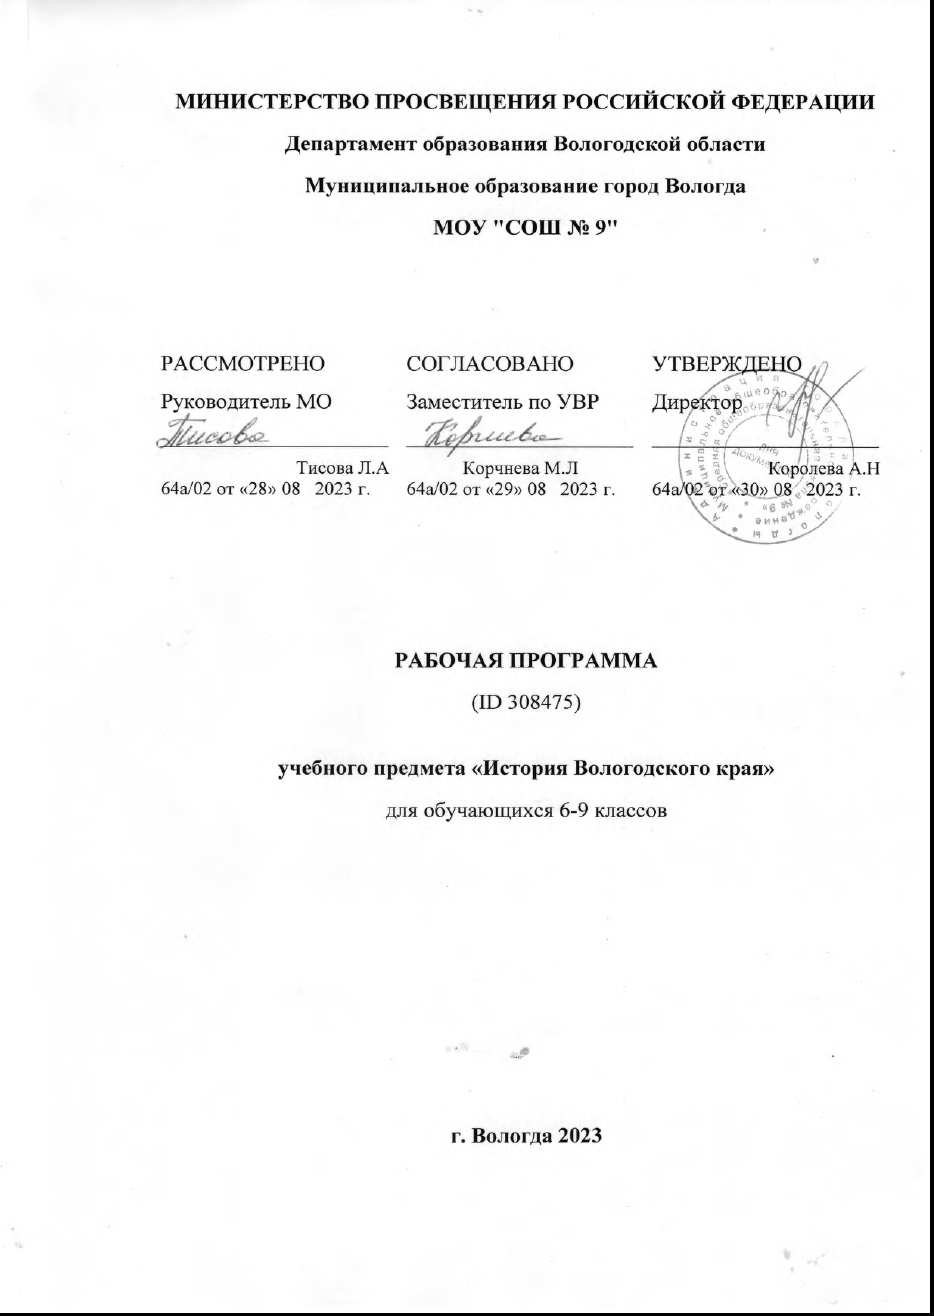 МИНИСТЕРСТВО ПРОСВЕЩЕНИЯ РОССИЙСКОЙ ФЕДЕРАЦИИ
Департамент образования Вологодской области
Муниципальное образование город Вологда
МОУ "СОШ № 9"
РАССМОТРЕНО
Руководитель МО
Тисова
Тисова Л.А
64а/02 от «28» 08 2023 г.
СОГЛАСОВАНО
Заместитель по УВР
Корчнева
Корчнева М.Л
64а/02 от «29» 08 2023 г.
УТВЕРЖДЕНО
Директор
Королева А.Н
64а/02 от «30» 08 2023 г.
РАБОЧАЯ ПРОГРАММА
(ID 308475)
учебного предмета «История Вологодского края»
для обучающихся 6-9 классов
г. Вологда 2023